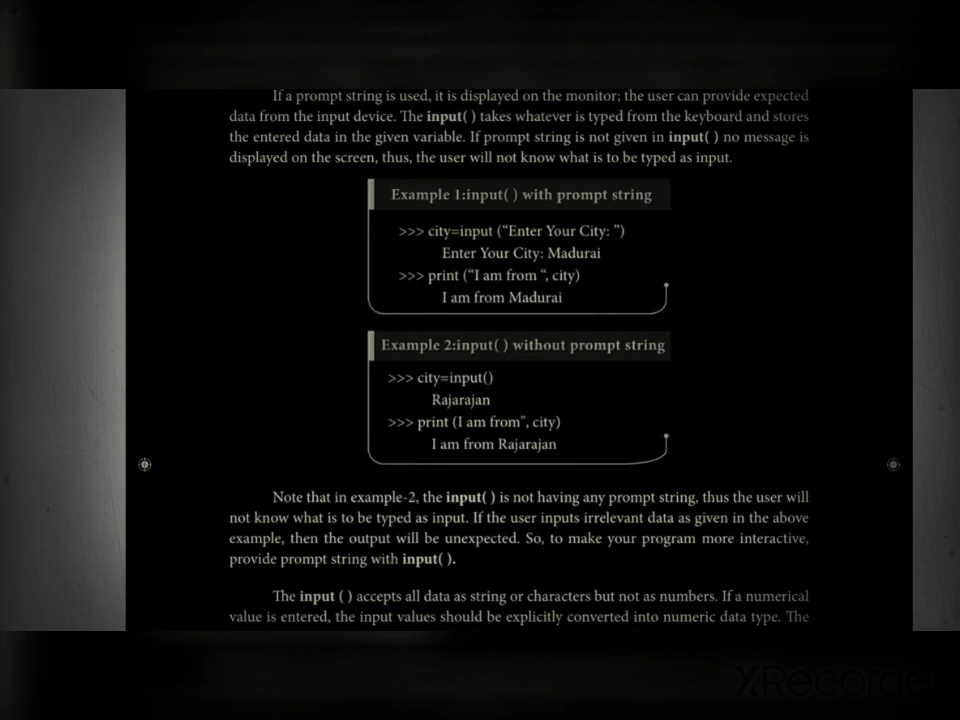 If a prompt string is used, it is displayed on the monitor; the user can provide expected
data from the input device. The input( ) takes whatever is typed from the keyboard and stores
the entered data in the given variable. If prompt string is not given in input( ) no message is
displayed on the screen, thus, the user will not know what is to be typed as input.
Example 1:input( ) with prompt string
>>> city=input (“Enter Your City: ”)
Enter Your City: Madurai
>>> print (“I am from “, city)
I am from Madurai
Example 2:input( ) without prompt string
>>> city=input()
Rajarajan
>>> print (I am from", city)
I am from Rajarajan
Note that in example-2, the input( ) is not having any prompt string, thus the user will
not know what is to be typed as input. If the user inputs irrelevant data as given in the above
example, then the output will be unexpected. So, to make your program more interactive,
provide prompt string with input( ).
The input ( ) accepts all data as string or characters but not as numbers. If a numerical
value is entered, the input values should be explicitly converted into numeric data type. The
XRecorder